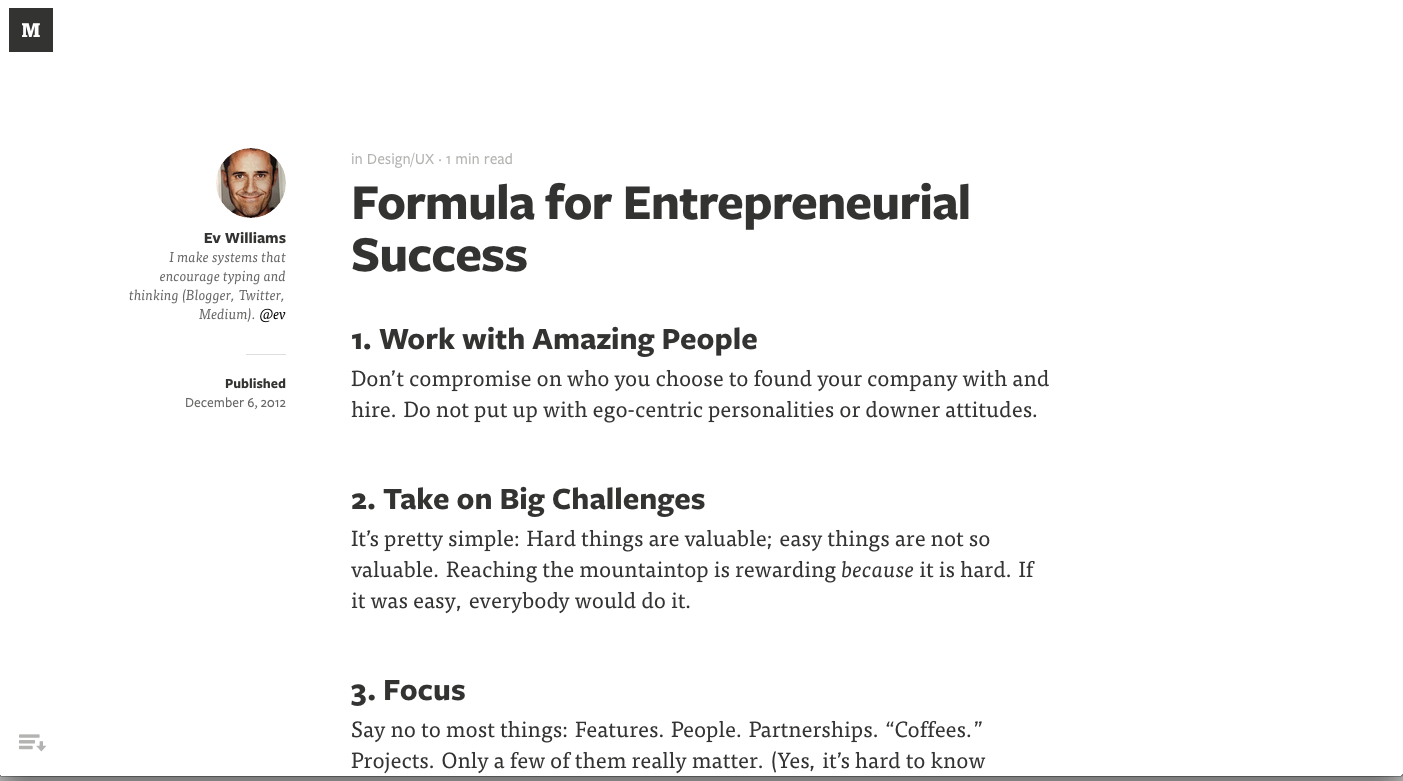 M
Ev Williams
I make systems that
encourage typing and
thinking (Blogger, Twitter,
Medium). @ev
Published
December 6, 2012
in Design/UX · 1 min read
Formula for Entrepreneurial
Success
1. Work with Amazing People
Don’t compromise on who you choose to found your company with and
hire. Do not put up with ego-centric personalities or downer attitudes.
2. Take on Big Challenges
It’s pretty simple: Hard things are valuable; easy things are not so
valuable. Reaching the mountaintop is rewarding because it is hard. If
it was easy, everybody would do it.
3. Focus
Say no to most things: Features. People. Partnerships. “Coffees.”
Projects. Only a few of them really matter. (Yes, it’s hard to know